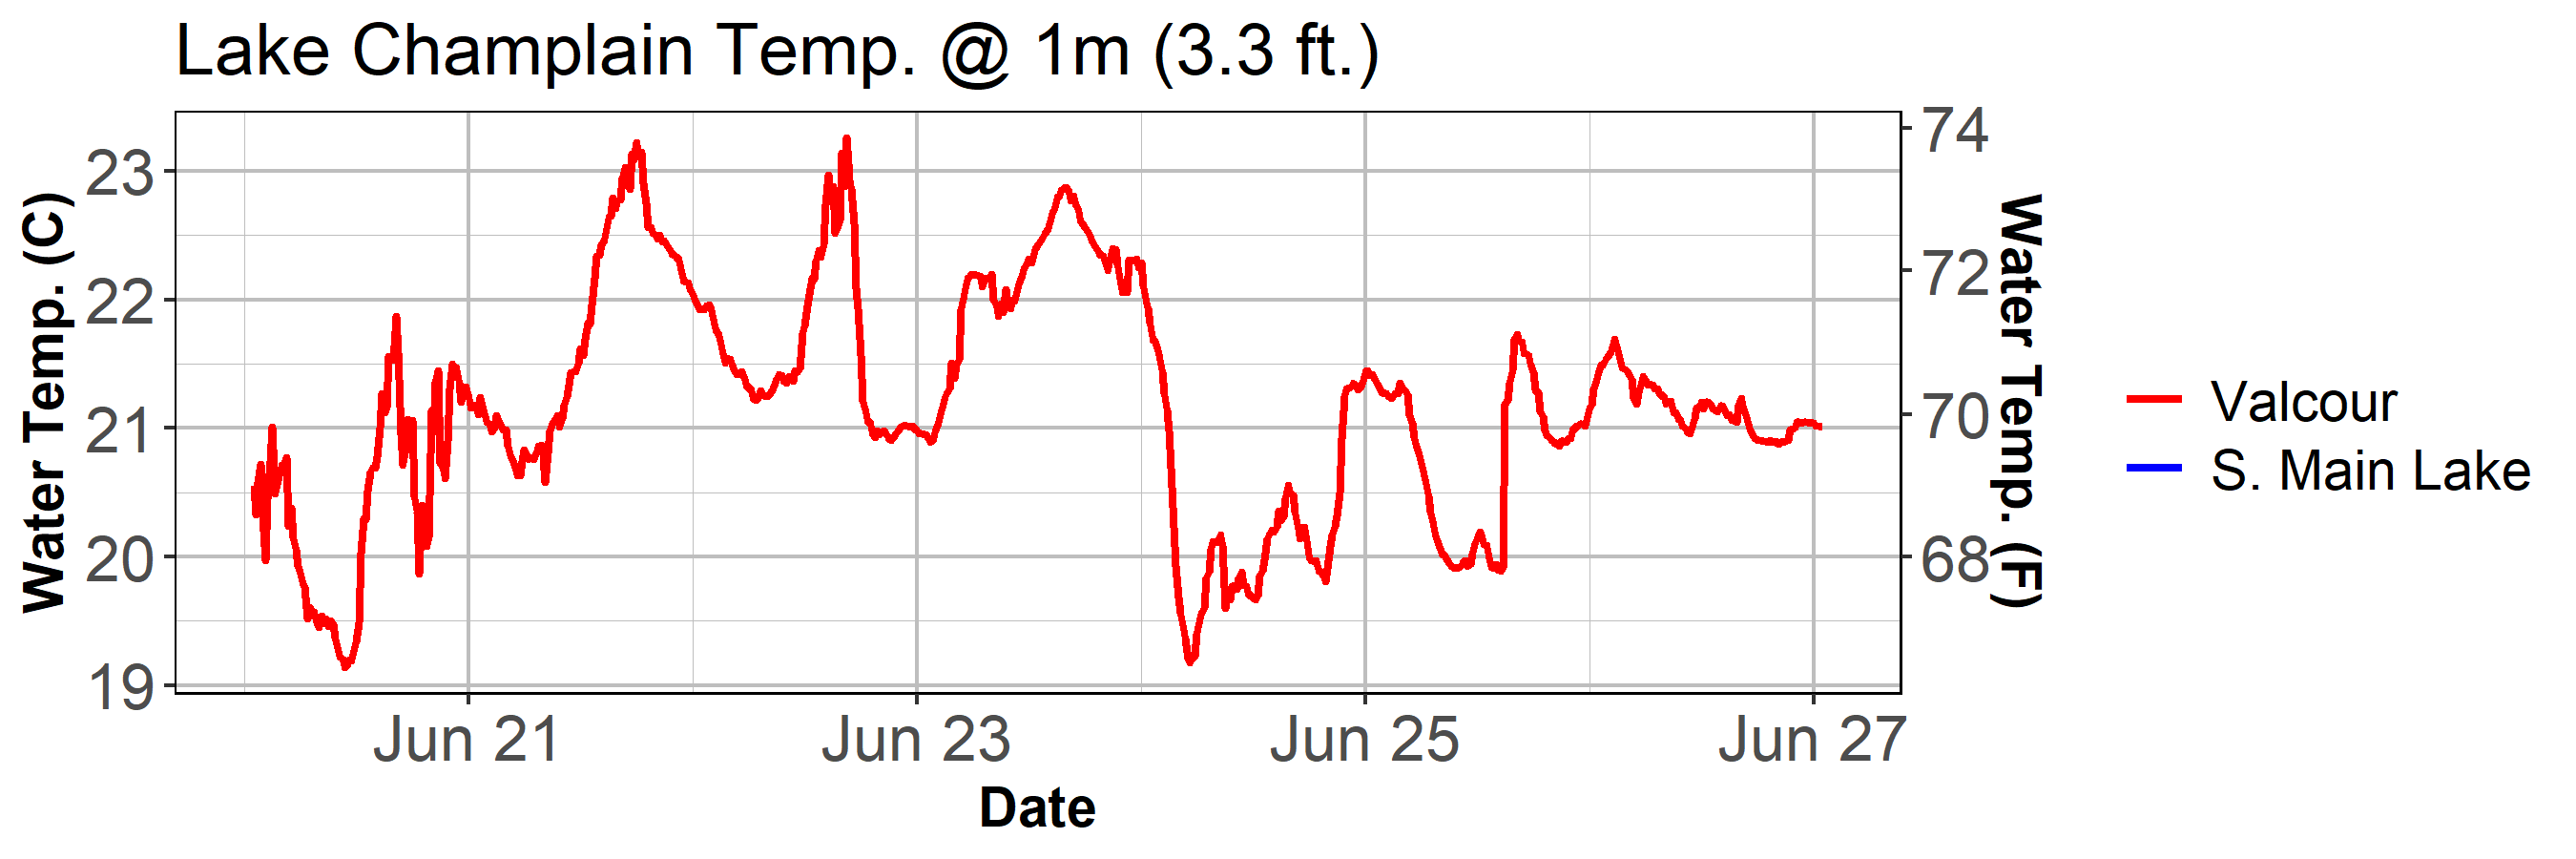 Lake Champlain Temp. @ 1m (3.3 ft.)
Water Temp. (C)
23
22
21
20
19
74
72
70
68
Water Temp. (F)
Jun 21
Jun 23
Jun 25
Jun 27
Date
Valcour
S. Main Lake